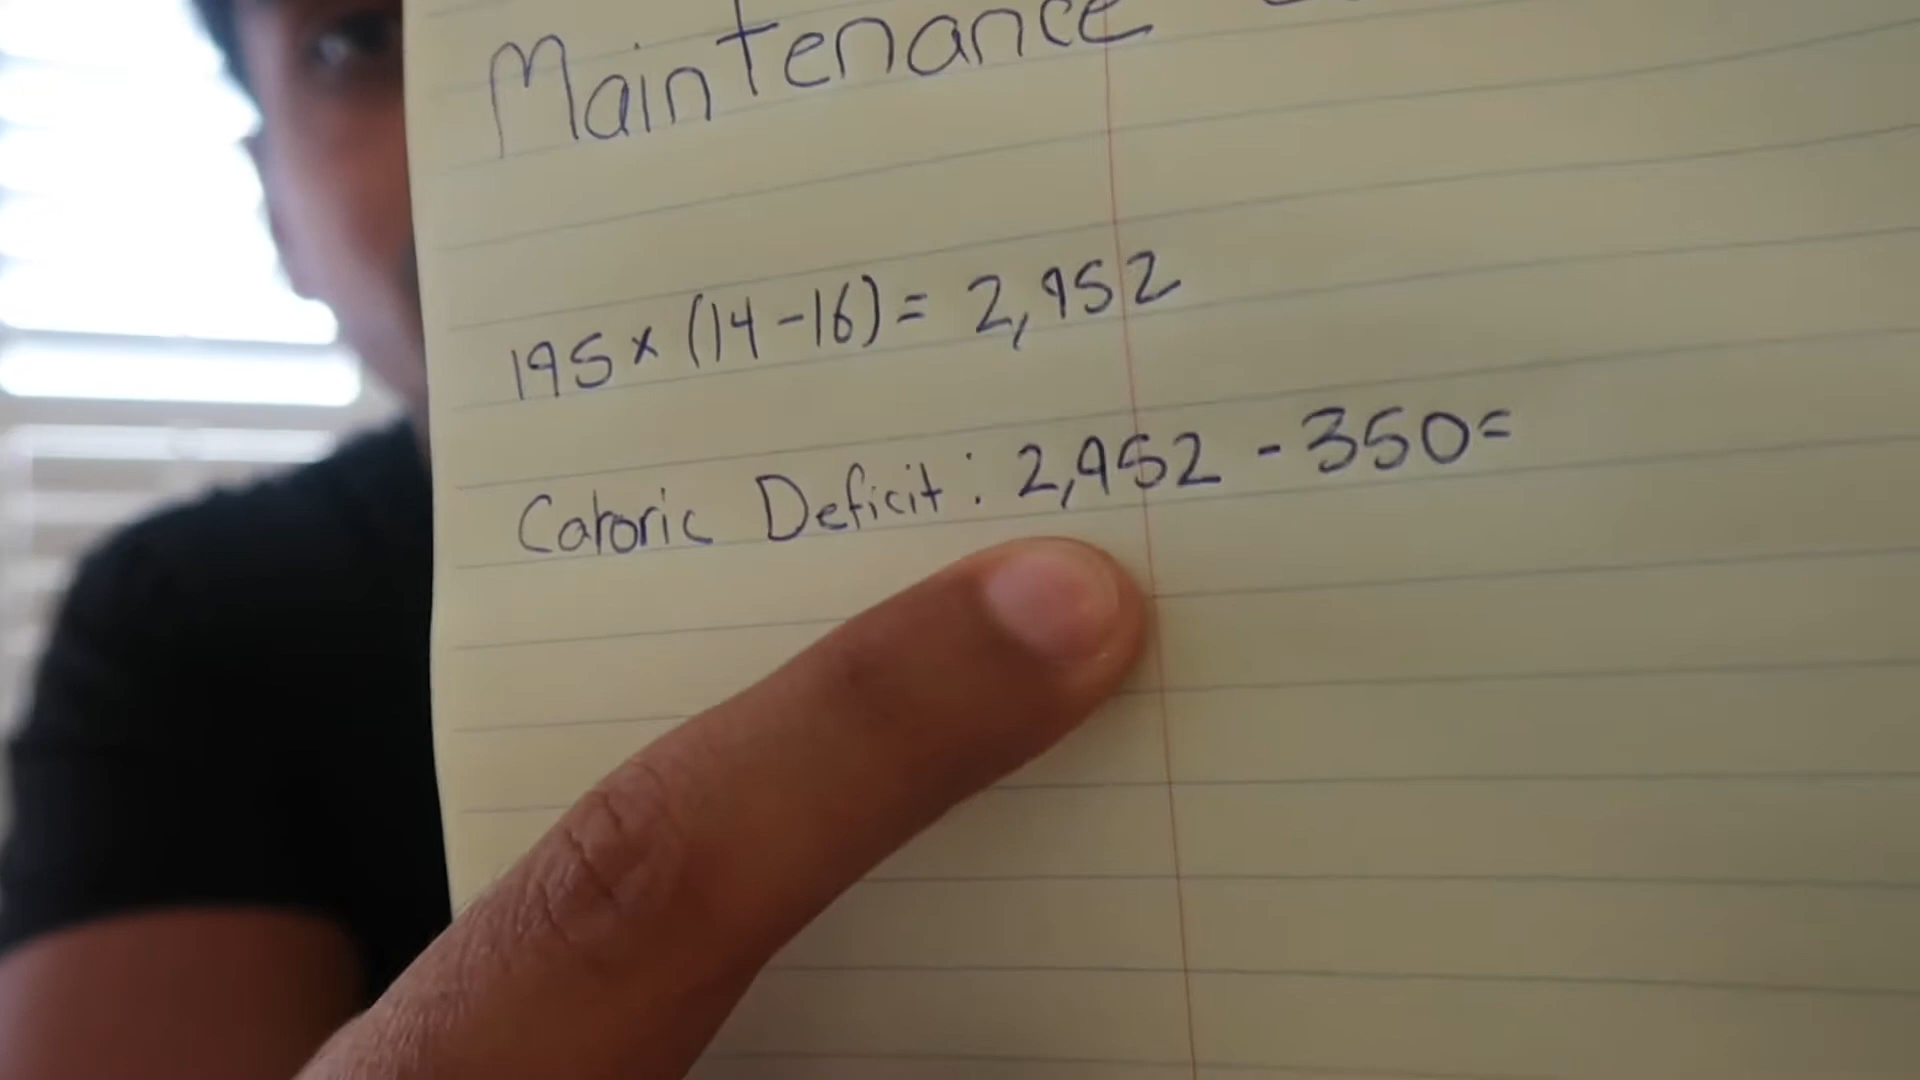 Maintenance
195 x (14-16) = 2,952
Caloric Deficit: 2,952 - 350=